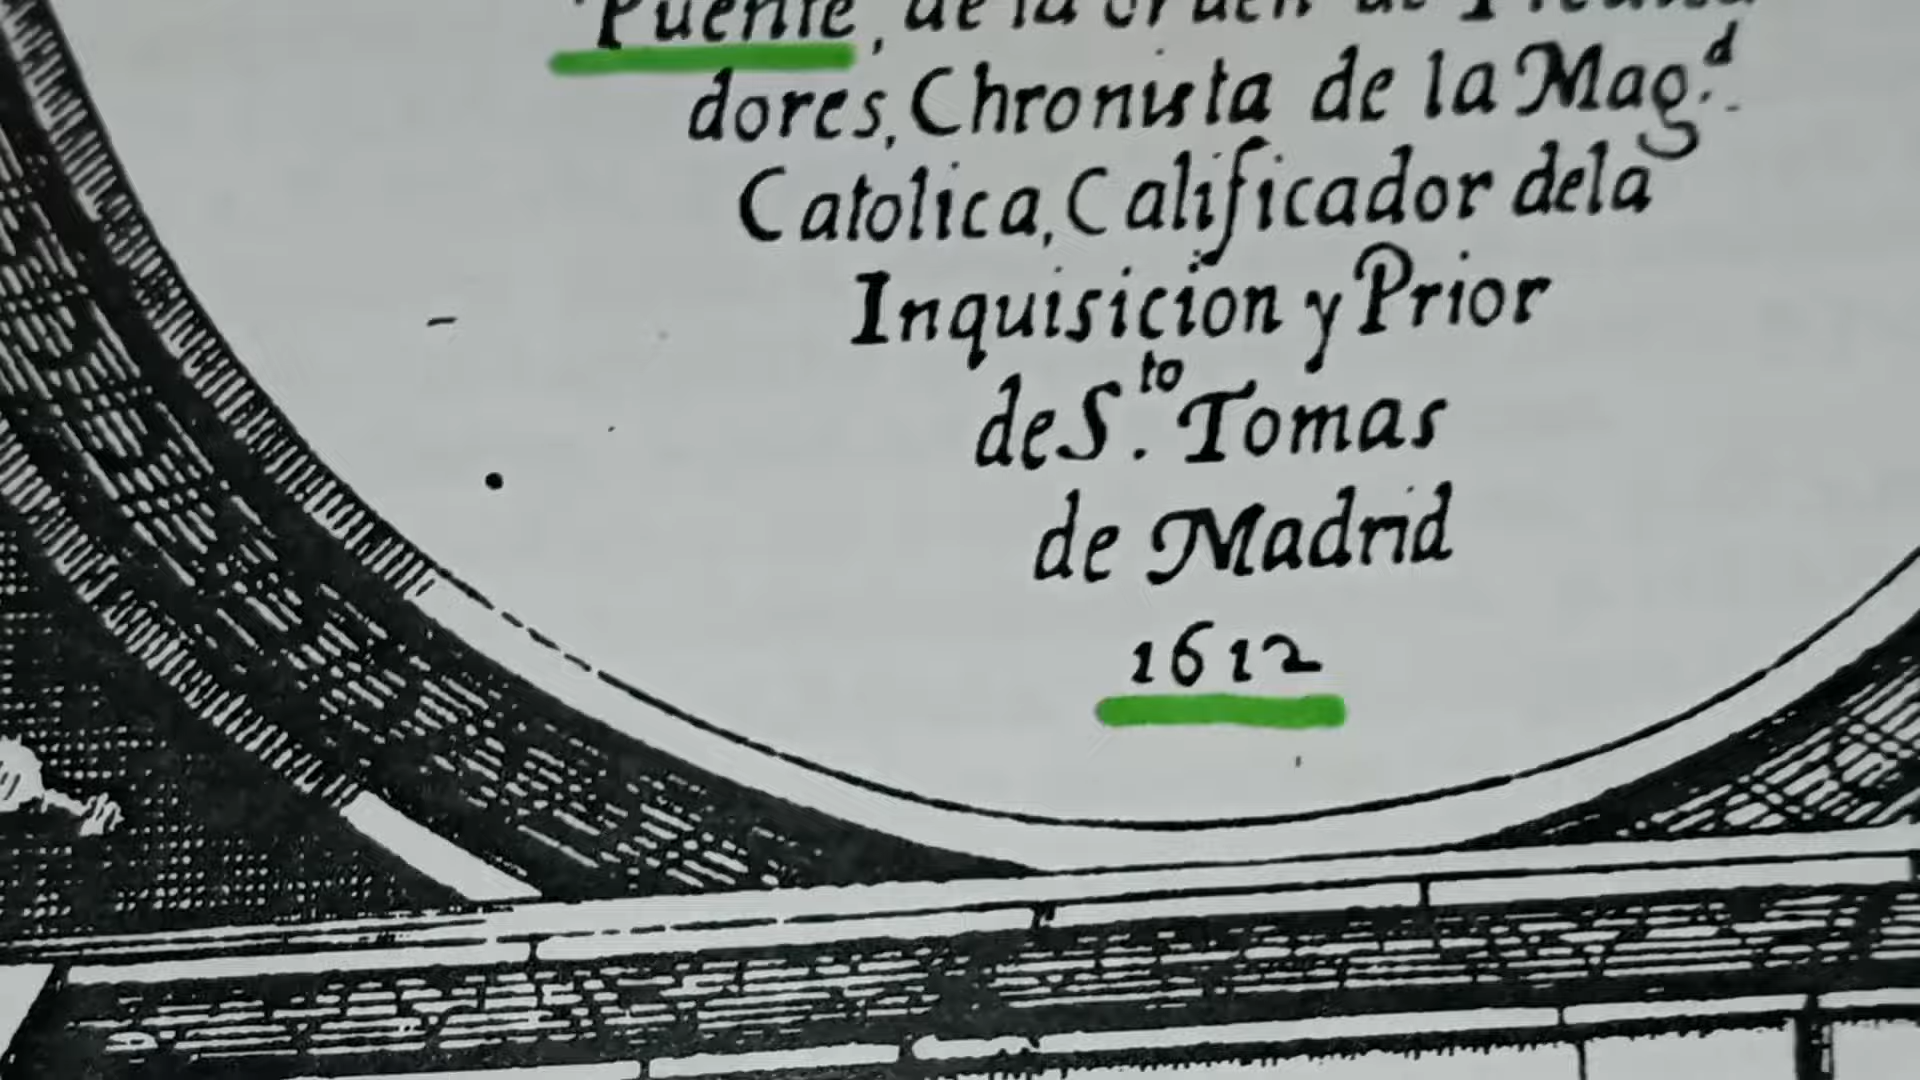 Puente, de la orden de Predica
dores, Chronista de la Mag.d
Catolica, Calificador dela
Inquisicion y Prior
de S.to Tomas
de Madrid
1612